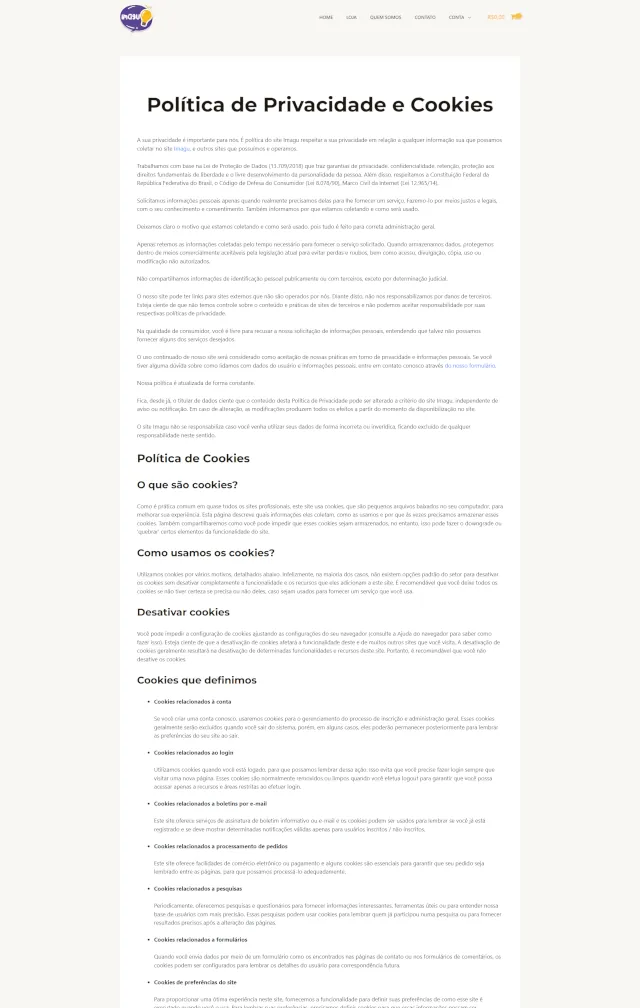 imagu
HOME LOJA QUEM SOMOS CONTATO CONTA
Política de Privacidade e Cookies
A sua privacidade é importante para nós. É política do site Imagu respeitar a sua privacidade em relação a qualquer informação sua que possamos
coletar no site Imagu, e outros sites que possuímos e operamos.
Trabalhamos com base na Lei de Proteção de Dados (13.709/2018) que traz garantias de privacidade, confidencialidade, retenção, proteção aos
direitos fundamentais de liberdade e o livre desenvolvimento da personalidade da pessoa. Além disso, respeitamos a Constituição Federal da
República Federativa do Brasil, o Código de Defesa do Consumidor (Lei 8.078/90), Marco Civil da Internet (Lei 12.965/14).
Solicitamos informações pessoais apenas quando realmente precisamos delas para lhe fornecer um serviço. Fazemo-lo por meios justos e legais,
com o seu conhecimento e consentimento. Também informamos por que estamos coletando e como será usado.
Deixamos claro o motivo que estamos coletando e como será usado; pois tudo é feito para correta administração geral.
Apenas retemos as informações coletadas pelo tempo necessário para fornecer o serviço solicitado. Quando armazenamos dados, protegemos
dentro de meios comercialmente aceitáveis pela legislação atual para evitar perdas e roubos, bem como acesso, divulgação, cópia, uso ou
modificação não autorizados.
Não compartilhamos informações de identificação pessoal publicamente ou com terceiros, exceto por determinação judicial.
O nosso site pode ter links para sites externos que não são operados por nós. Diante disto, não nos responsabilizamos por danos de terceiros.
Esteja ciente de que não temos controle sobre o conteúdo e práticas de sites de terceiros e não podemos aceitar responsabilidade por suas
respectivas políticas de privacidade.
Na qualidade de consumidor, você é livre para recusar a nossa solicitação de informações pessoais, entendendo que talvez não possamos
fornecer alguns dos serviços desejados.
O uso continuado de nosso site será considerado como aceitação de nossas práticas em torno de privacidade e informações pessoais. Se você
tiver alguma dúvida sobre como lidamos com dados do usuário e informações pessoais, entre em contato conosco através do nosso formulário.
Nossa política é atualizada de forma constante.
Fica, desde já, o titular de dados ciente que o conteúdo desta Política de Privacidade pode ser alterado a critério do site Imagu, independente de
aviso ou notificação. Em caso de alteração, as modificações produzem todos os efeitos a partir do momento da disponibilização no site.
O site Imagu não se responsabiliza caso você venha utilizar seus dados de forma incorreta ou inverídica, ficando excluído de qualquer
responsabilidade neste sentido.
Política de Cookies
O que são cookies?
Como é prática comum em quase todos os sites profissionais, este site usa cookies, que são pequenos arquivos baixados no seu computador, para
melhorar sua experiência. Esta página descreve quais informações eles coletam, como as usamos e por que às vezes precisamos armazenar esses
cookies. Também compartilharemos como você pode impedir que esses cookies sejam armazenados, no entanto, isso pode fazer o downgrade ou
'quebrar' certos elementos da funcionalidade do site.
Como usamos os cookies?
Utilizamos cookies por vários motivos, detalhados abaixo. Infelizmente, na maioria dos casos, não existem opções padrão do setor para desativar
os cookies sem desativar completamente a funcionalidade e os recursos que eles adicionam a este site. É recomendável que você deixe todos os
cookies se não tiver certeza se precisa ou não deles, caso sejam usados para fornecer um serviço que você usa.
Desativar cookies
Você pode impedir a configuração de cookies ajustando as configurações do seu navegador (consulte a Ajuda do navegador para saber como
fazer isso). Esteja ciente de que a desativação de cookies afetará a funcionalidade deste e de muitos outros sites que você visita. A desativação de
cookies geralmente resultará na desativação de determinadas funcionalidades e recursos deste site. Portanto, é recomendável que você não
desative os cookies.
Cookies que definimos
• Cookies relacionados à conta
Se você criar uma conta conosco, usaremos cookies para o gerenciamento do processo de inscrição e administração geral. Esses cookies
geralmente serão excluídos quando você sair do sistema, porém, em alguns casos, eles poderão permanecer posteriormente para lembrar
as preferências do seu site ao sair.
• Cookies relacionados ao login
Utilizamos cookies quando você está logado, para que possamos lembrar dessa ação. Isso evita que você precise fazer login sempre que
visitar uma nova página. Esses cookies são normalmente removidos ou limpos quando você efetua logout para garantir que você possa
acessar apenas a recursos e áreas restritas ao efetuar login.
• Cookies relacionados a boletins por e-mail
Este site oferece serviços de assinatura de boletim informativo ou e-mail e os cookies podem ser usados para lembrar se você já está
registrado e se deve mostrar determinadas notificações válidas apenas para usuários inscritos / não inscritos.
• Cookies relacionados a processamento de pedidos
Este site oferece facilidades de comércio eletrônico ou pagamento e alguns cookies são essenciais para garantir que seu pedido seja
lembrado entre as páginas, para que possamos processá-lo adequadamente.
• Cookies relacionados a pesquisas
Periodicamente, oferecemos pesquisas e questionários para fornecer informações interessantes, ferramentas úteis ou para entender nossa
base de usuários com mais precisão. Essas pesquisas podem usar cookies para lembrar quem já participou numa pesquisa ou para fornecer
resultados precisos após a alteração das páginas.
• Cookies relacionados a formulários
Quando você envia dados por meio de um formulário como os encontrados nas páginas de contato ou nos formulários de comentários, os
cookies podem ser configurados para lembrar os detalhes do usuário para correspondência futura.
• Cookies de preferências do site
Para proporcionar uma ótima experiência neste site, fornecemos a funcionalidade para definir suas preferências de como esse site é